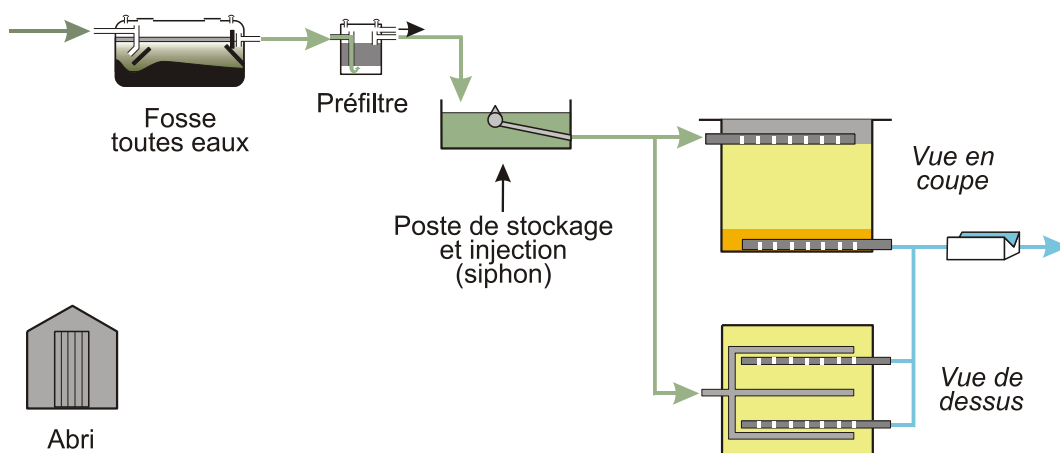 Fosse
toutes eaux
Préfiltre
Poste de stockage
et injection
(siphon)
Vue en
coupe
Vue de
dessus
Abri